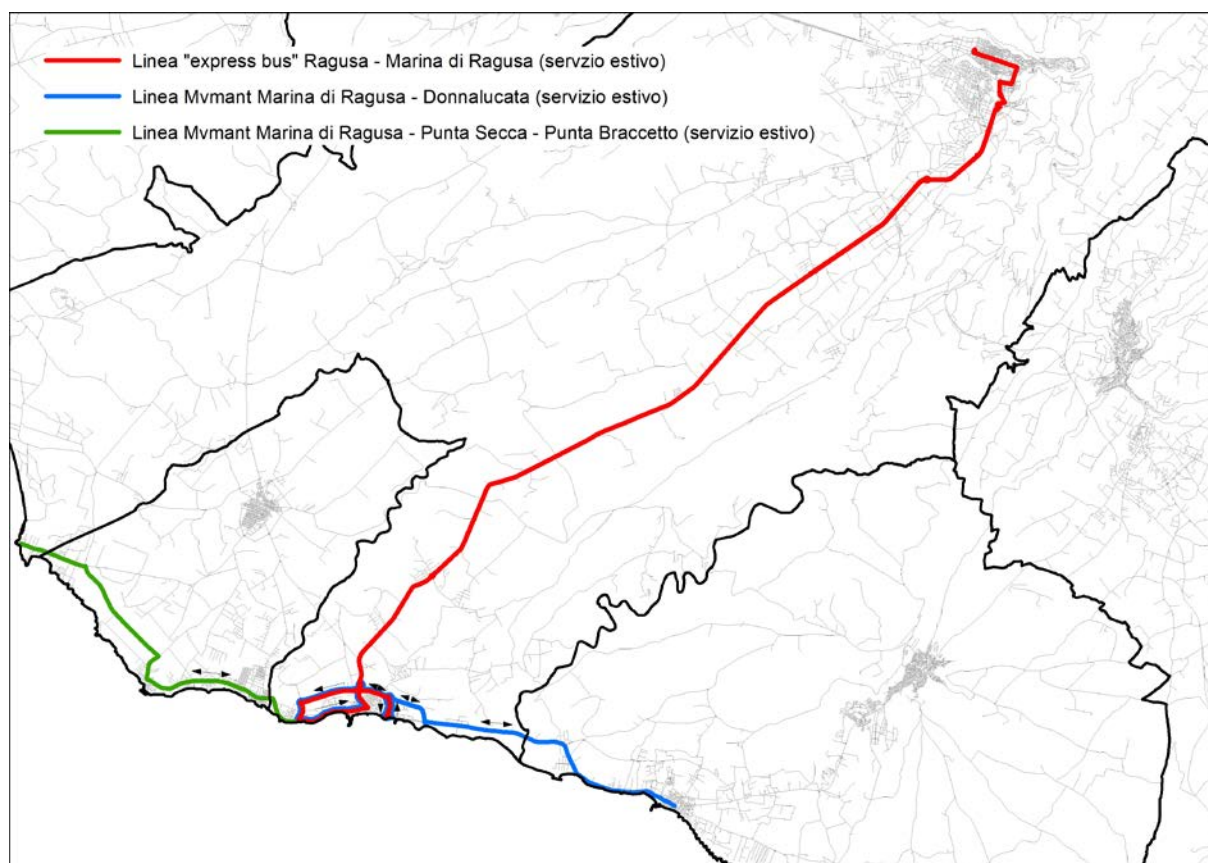 Linea "express bus" Ragusa - Marina di Ragusa (servzio estivo)
Linea Mvmant Marina di Ragusa - Donnalucata (servizio estivo)
Linea Mvmant Marina di Ragusa - Punta Secca - Punta Braccetto (servizio estivo)